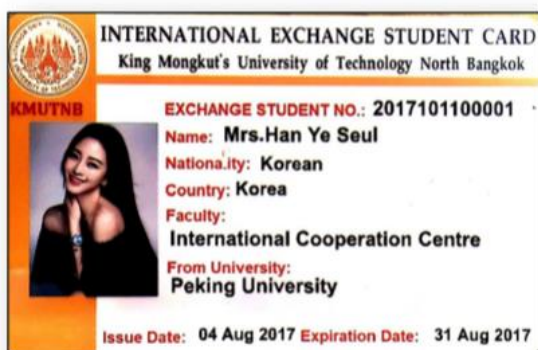 INTERNATIONAL EXCHANGE STUDENT CARD
King Mongkut's University of Technology North Bangkok
KMUTNB
EXCHANGE STUDENT NO.: 2017101100001
Name: Mrs.Han Ye Seul
Nationality: Korean
Country: Korea
Faculty:
International Cooperation Centre
From University:
Peking University
Issue Date: 04 Aug 2017 Expiration Date: 31 Aug 2017